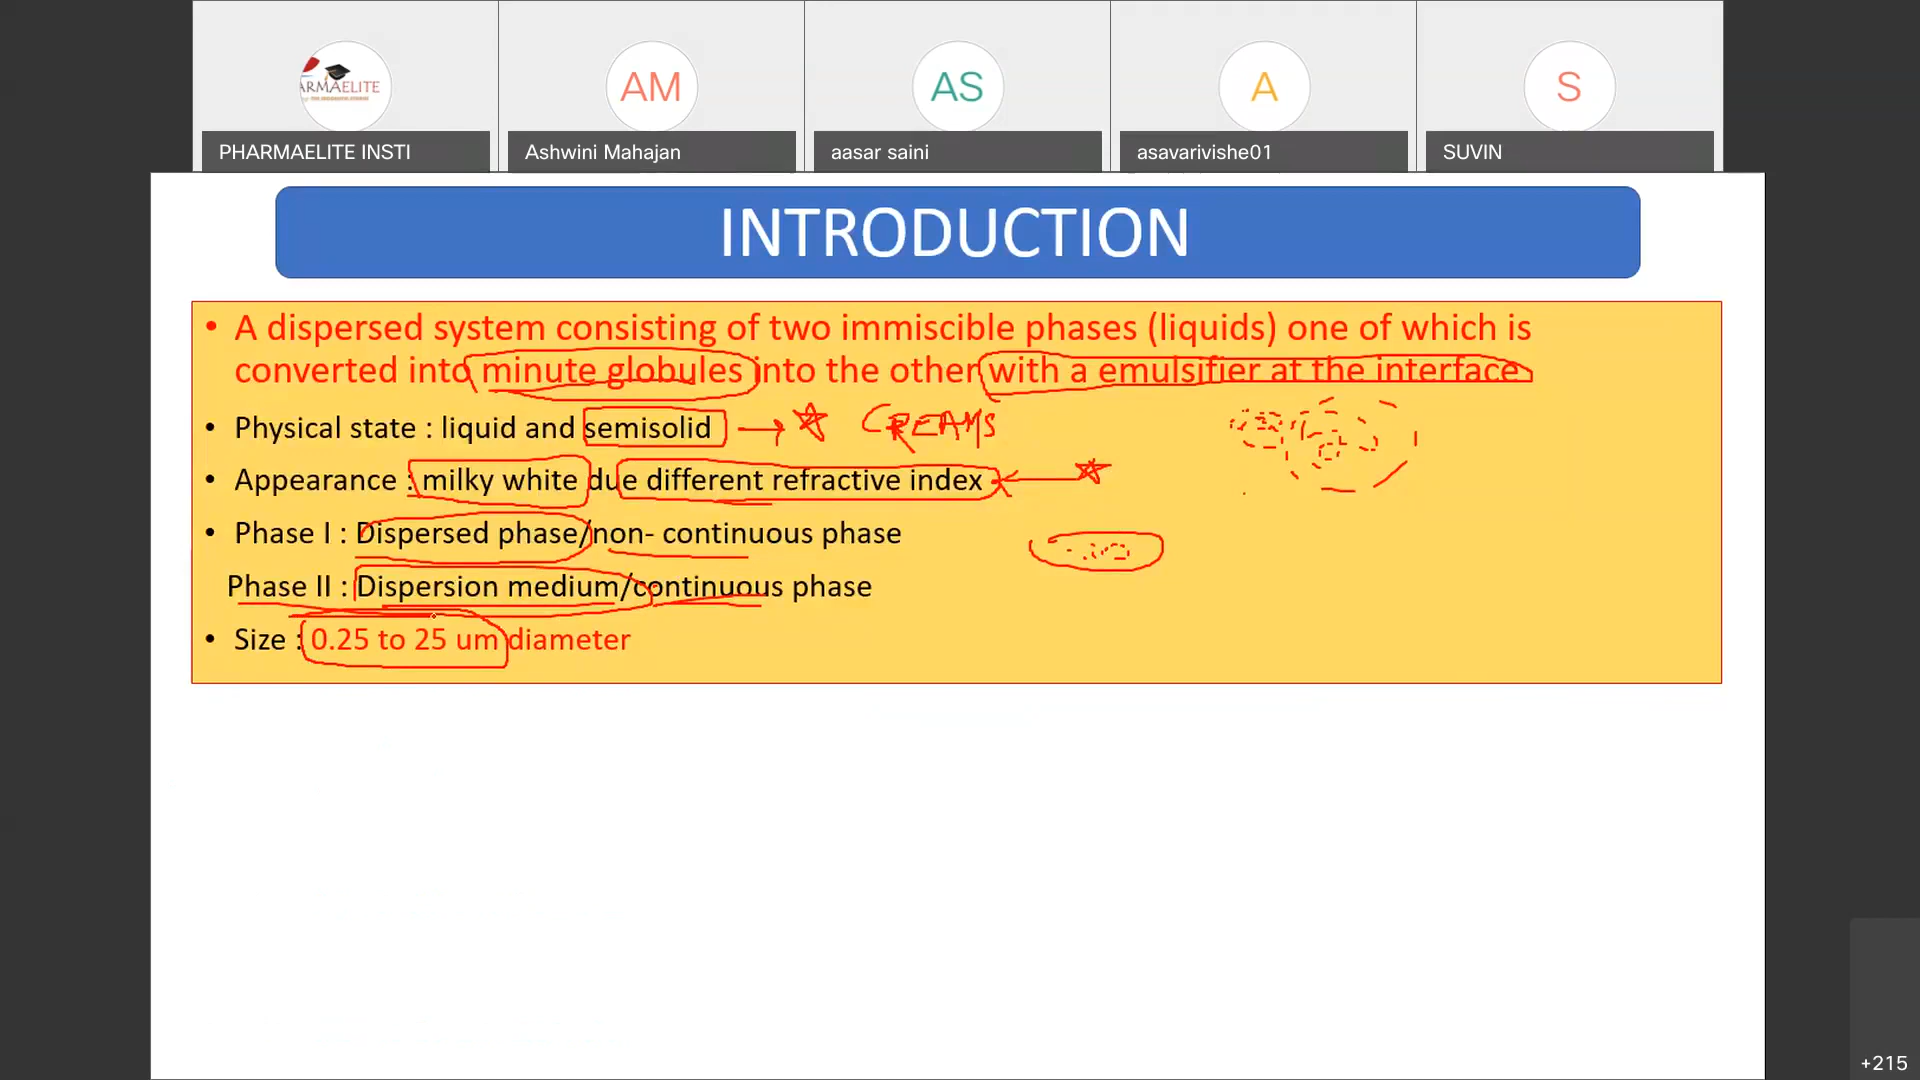 ARMAELITE
PHARMAELITE INSTI
AM
Ashwini Mahajan
AS
aasar saini
A
asavarivishe01
S
SUVIN
INTRODUCTION
• A dispersed system consisting of two immiscible phases (liquids) one of which is
converted into minute globules into the other with a emulsifier at the interface
• Physical state : liquid and semisolid → CREAMS
• Appearance : milky white due different refractive index
• Phase I : Dispersed phase/non- continuous phase
Phase II : Dispersion medium/continuous phase
• Size : 0.25 to 25 um diameter
+215